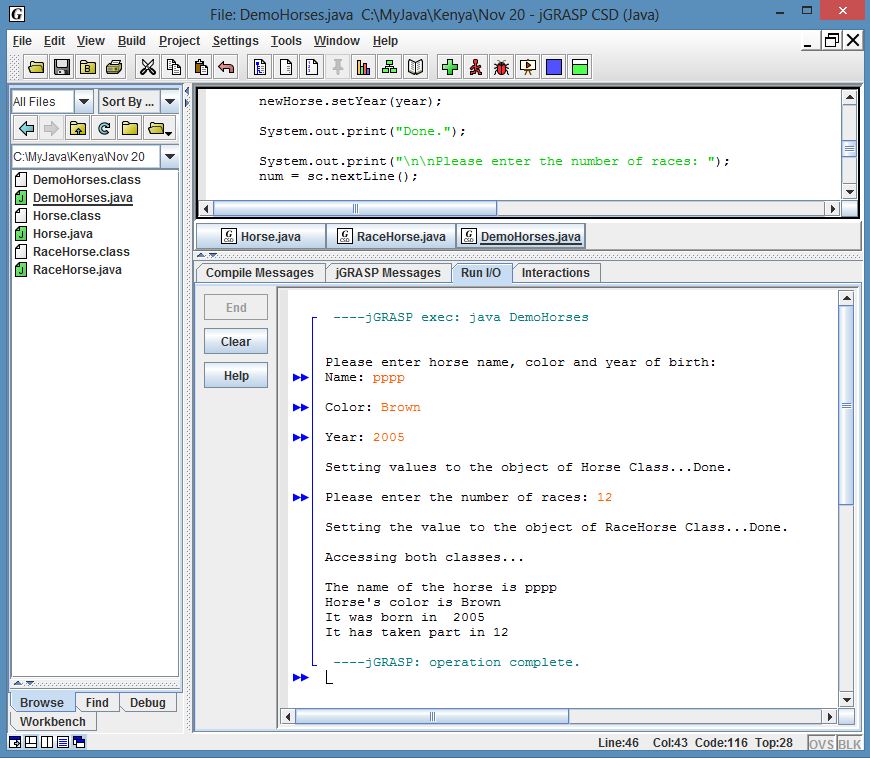 File: DemoHorses.java  C:\MyJava\Kenya\Nov 20 - jGRASP CSD (Java)
File Edit View Build Project Settings Tools Window Help
All Files Sort By ...
C:\MyJava\Kenya\Nov 20
DemoHorses.class
DemoHorses.java
Horse.class
Horse.java
RaceHorse.class
RaceHorse.java
Browse Find Debug
Workbench
newHorse.setYear(year);
System.out.print("Done.");
System.out.print("\n\nPlease enter the number of races: ");
num = sc.nextLine();
Horse.java RaceHorse.java DemoHorses.java
Compile Messages jGRASP Messages Run I/O Interactions
End
Clear
Help
----jGRASP exec: java DemoHorses
Please enter horse name, color and year of birth:
Name: pppp
Color: Brown
Year: 2005
Setting values to the object of Horse Class...Done.
Please enter the number of races: 12
Setting the value to the object of RaceHorse Class...Done.
Accessing both classes...
The name of the horse is pppp
Horse's color is Brown
It was born in  2005
It has taken part in 12
----jGRASP: operation complete.
Line:46 Col:43 Code:116 Top:28 OVS BLK